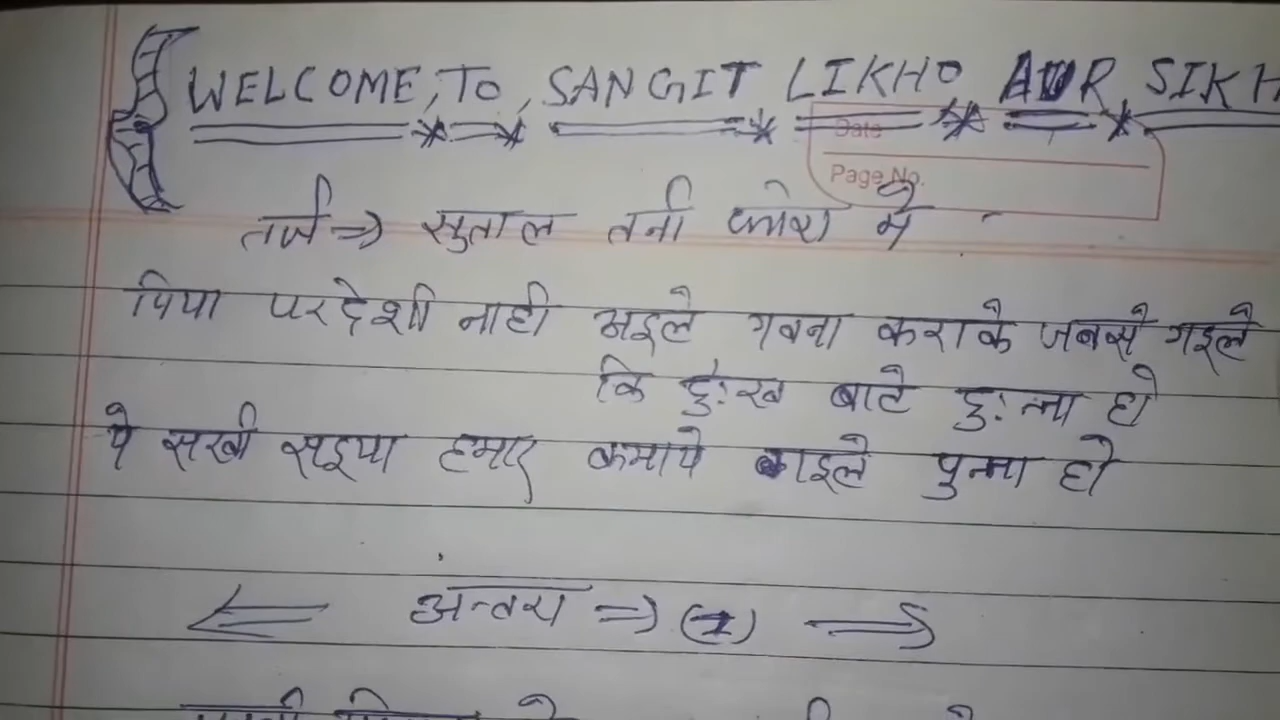 WELCOME, TO, SANGIT LIKHO AUR SIKH
Date
Page No.
तर्ज => सुताल तनी कोरा में
पिया परदेशी नाही अइले गवना कराके जबसे गइले
कि दुःख बाटे दुःन्ना हो
ये सखी सइया हमार कमाये गइले पुन्ना हो
अन्तरा => (1)